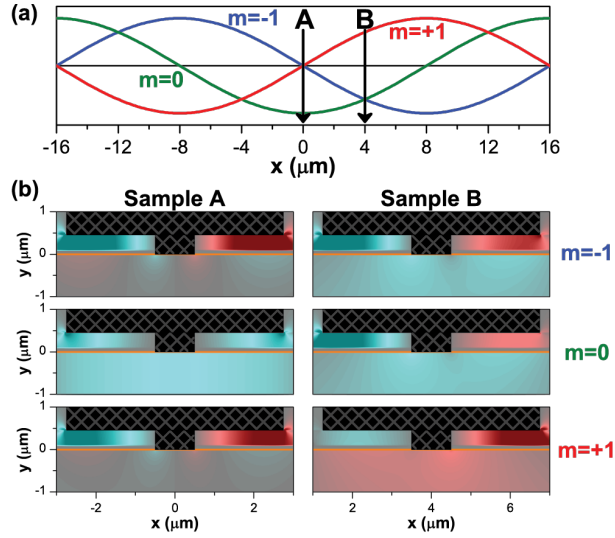 (a)
A
B
m=-1
m=+1
m=0
-16 -12 -8 -4 0 4 8 12 16
x (μm)
(b)
Sample A
Sample B
1
0
-1
y (μm)
m=-1
1
0
-1
y (μm)
m=0
1
0
-1
y (μm)
m=+1
-2 0 2
2 4 6
x (μm)
x (μm)